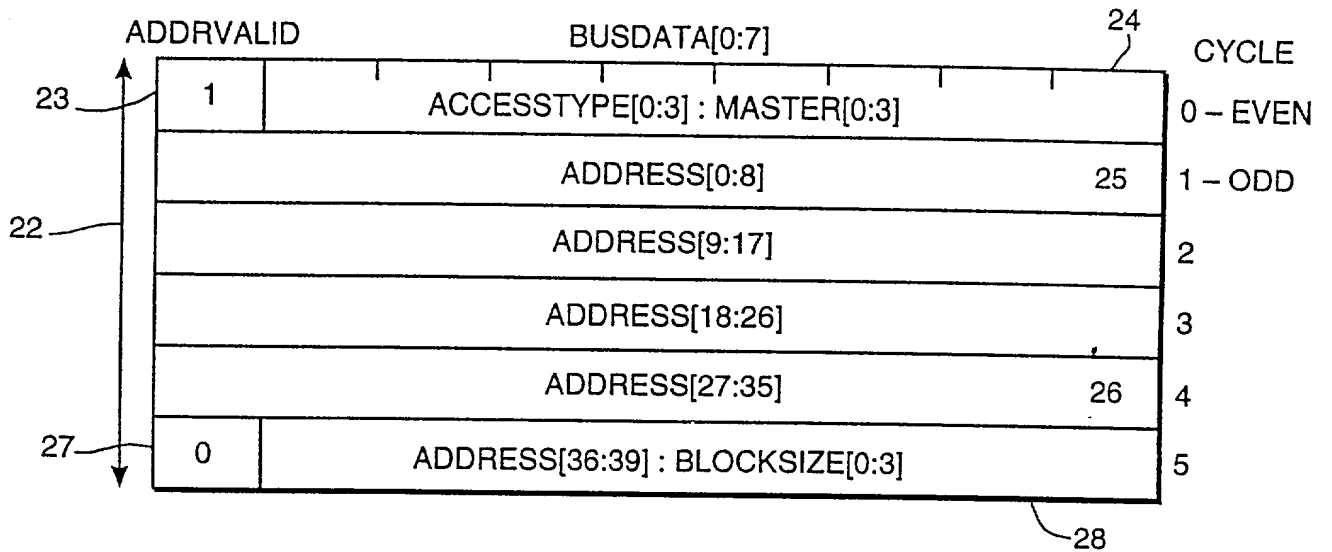 ADDRVALID BUSDATA[0:7] 24 CYCLE
23 1 ACCESSTYPE[0:3] : MASTER[0:3] 0 – EVEN
ADDRESS[0:8] 25 1 – ODD
22 ADDRESS[9:17] 2
ADDRESS[18:26] 3
ADDRESS[27:35] 26 4
27 0 ADDRESS[36:39] : BLOCKSIZE[0:3] 5
28